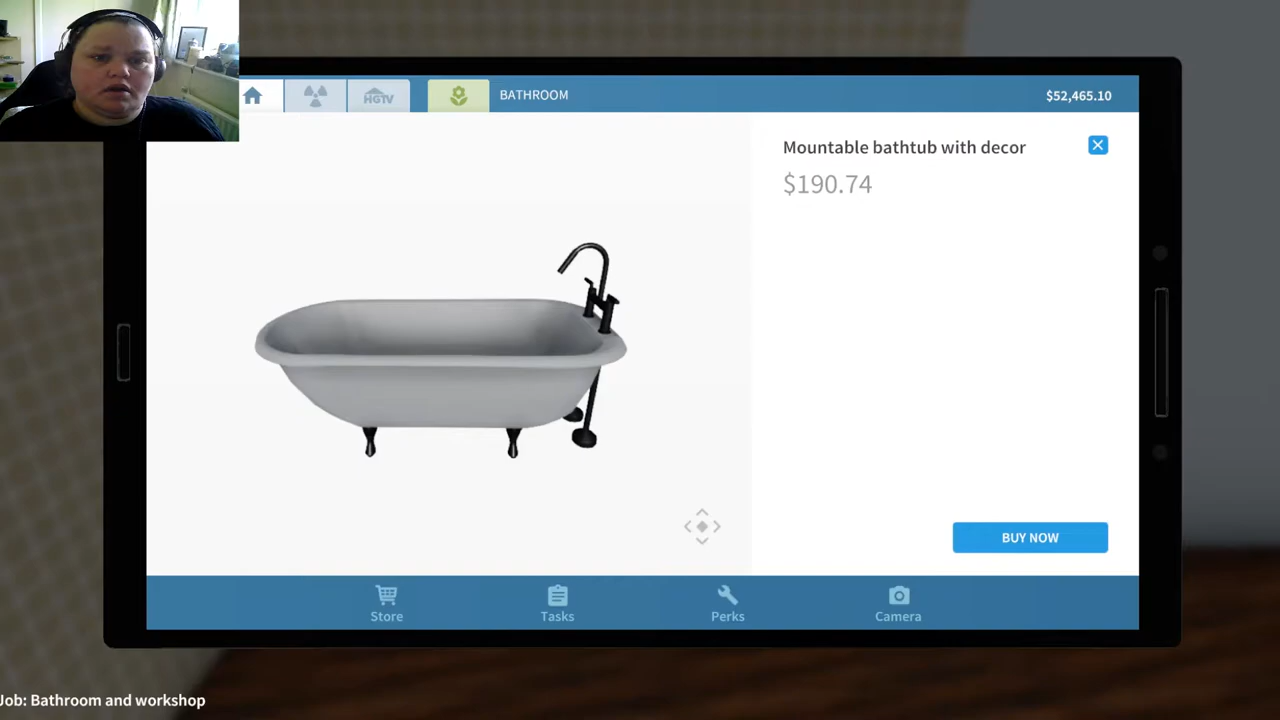 HGTV
BATHROOM
$52,465.10
Mountable bathtub with decor
$190.74
BUY NOW
Store
Tasks
Perks
Camera
Job: Bathroom and workshop